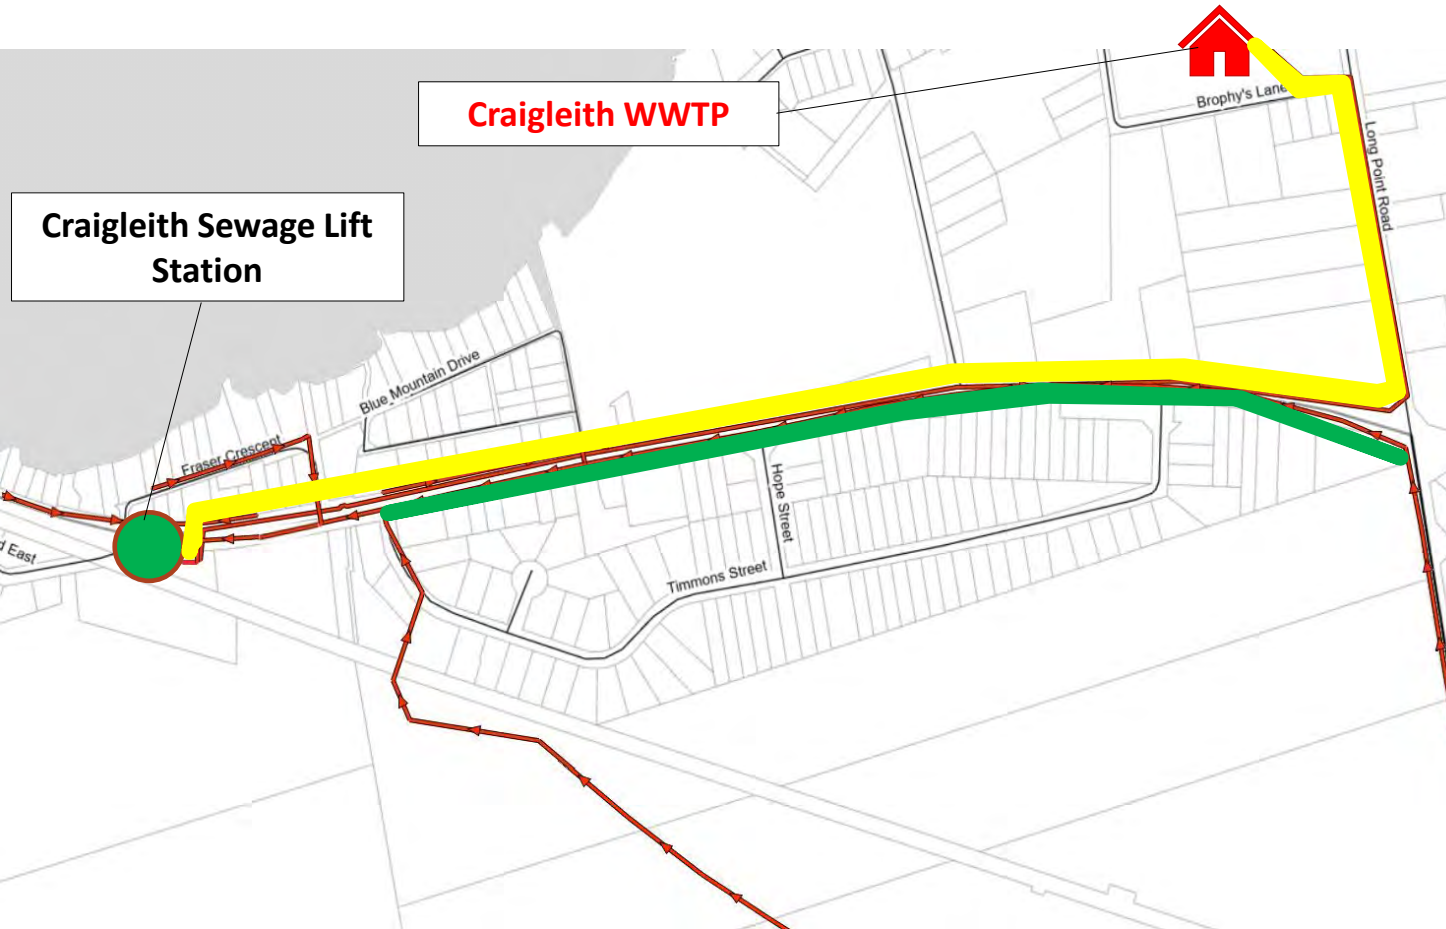 Craigleith WWTP
Brophy's Lane
Long Point Road
Craigleith Sewage Lift
Station
Blue Mountain Drive
Fraser Crescent
Hope Street
d East
Timmons Street